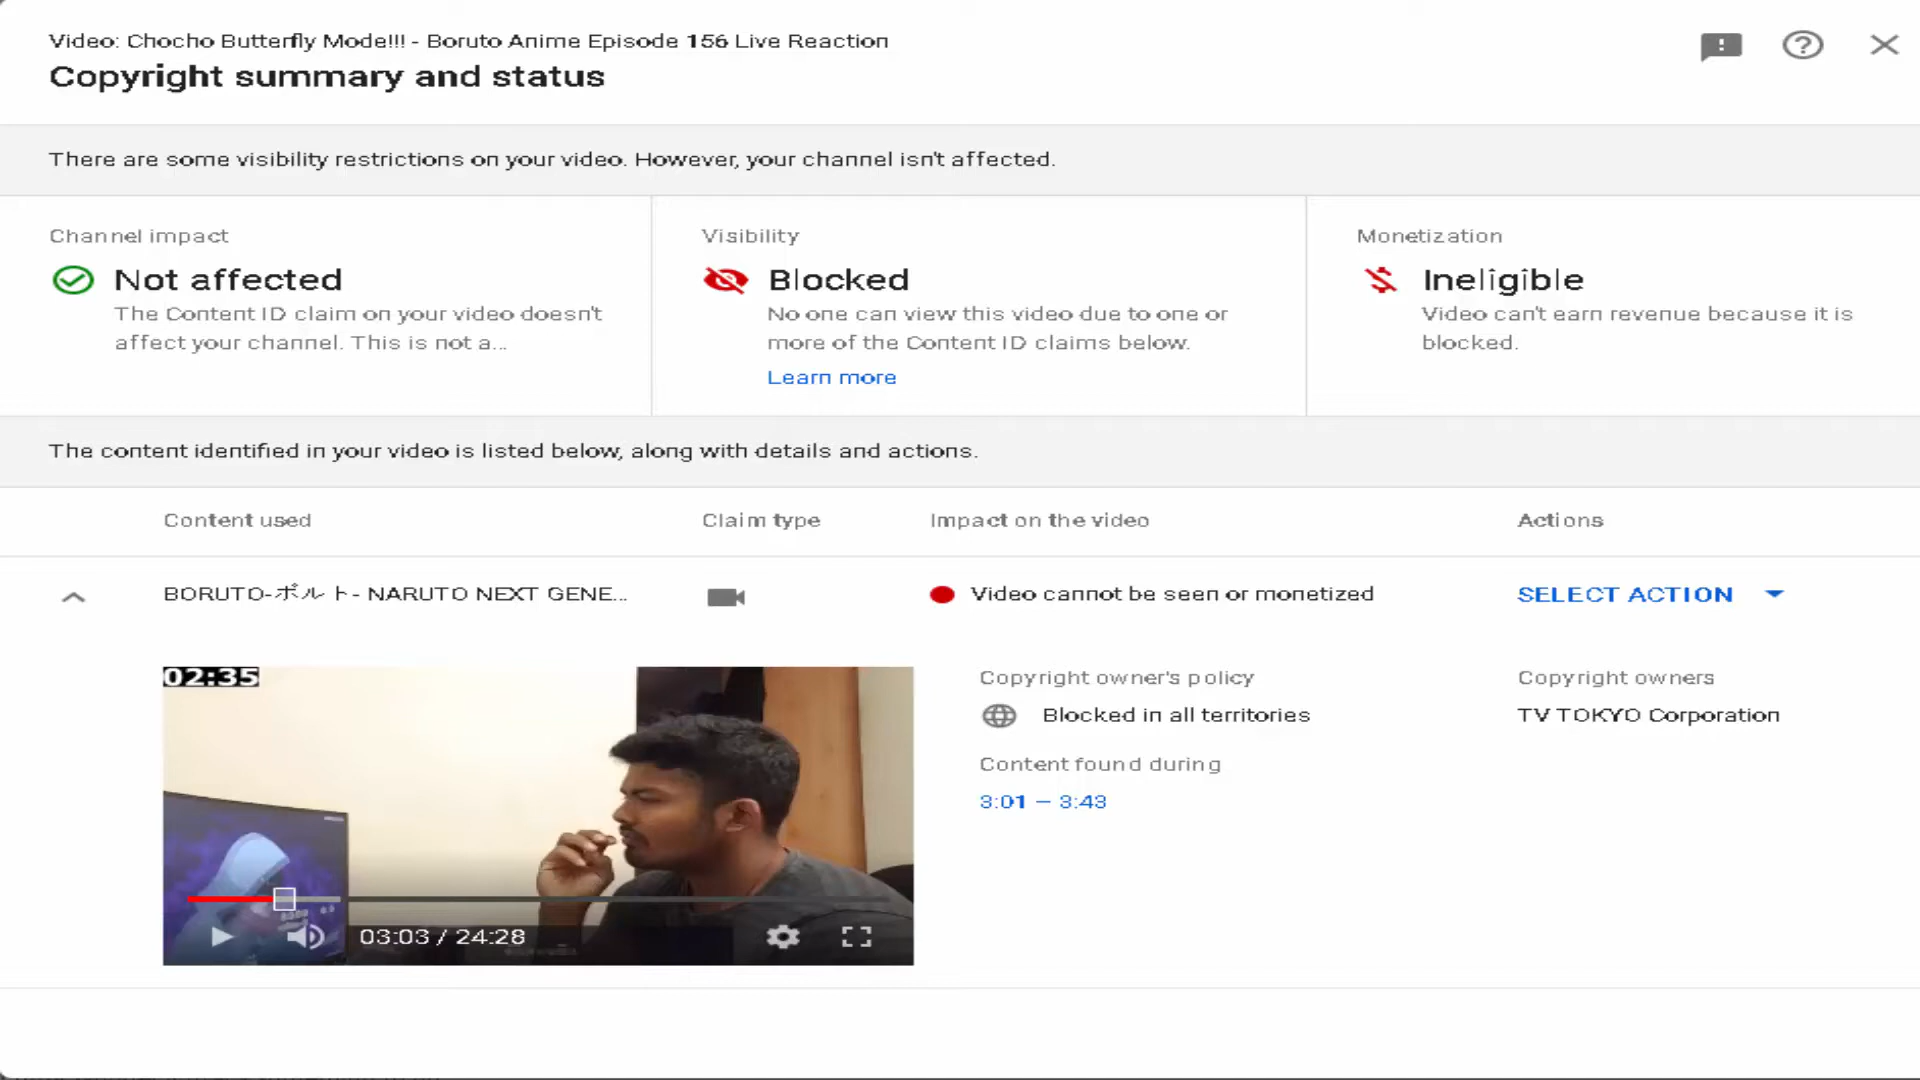 Video: Chocho Butterfly Mode!!! - Boruto Anime Episode 156 Live Reaction
Copyright summary and status
There are some visibility restrictions on your video. However, your channel isn't affected.
Channel impact
Not affected
The Content ID claim on your video doesn't
affect your channel. This is not a...
Visibility
Blocked
No one can view this video due to one or
more of the Content ID claims below.
Learn more
Monetization
Ineligible
Video can't earn revenue because it is
blocked.
The content identified in your video is listed below, along with details and actions.
Content used Claim type Impact on the video Actions
BORUTO-ボルト- NARUTO NEXT GENE... Video cannot be seen or monetized SELECT ACTION
02:35
03:03 / 24:28
Copyright owner's policy
Blocked in all territories
Content found during
3:01 – 3:43
Copyright owners
TV TOKYO Corporation